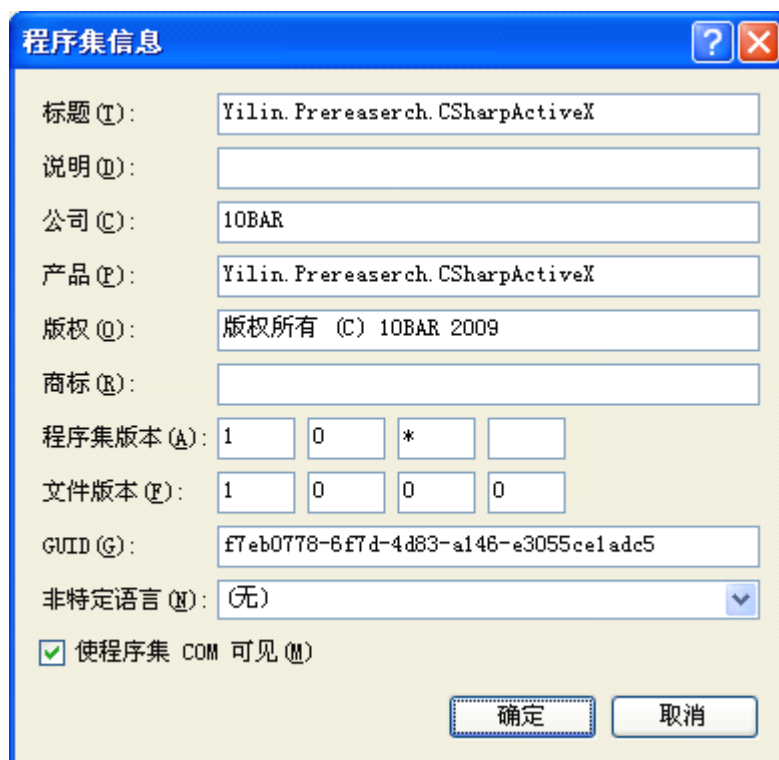 程序集信息
标题(T): Yilin.Prereaserch.CSharpActiveX
说明(D):
公司(C): 10BAR
产品(P): Yilin.Prereaserch.CSharpActiveX
版权(O): 版权所有 (C) 10BAR 2009
商标(R):
程序集版本(A): 1 0 *
文件版本(F): 1 0 0 0
GUID(G): f7eb0778-6f7d-4d83-a146-e3055ce1adc5
非特定语言(N): (无)
使程序集 COM 可见(M)
确定 取消